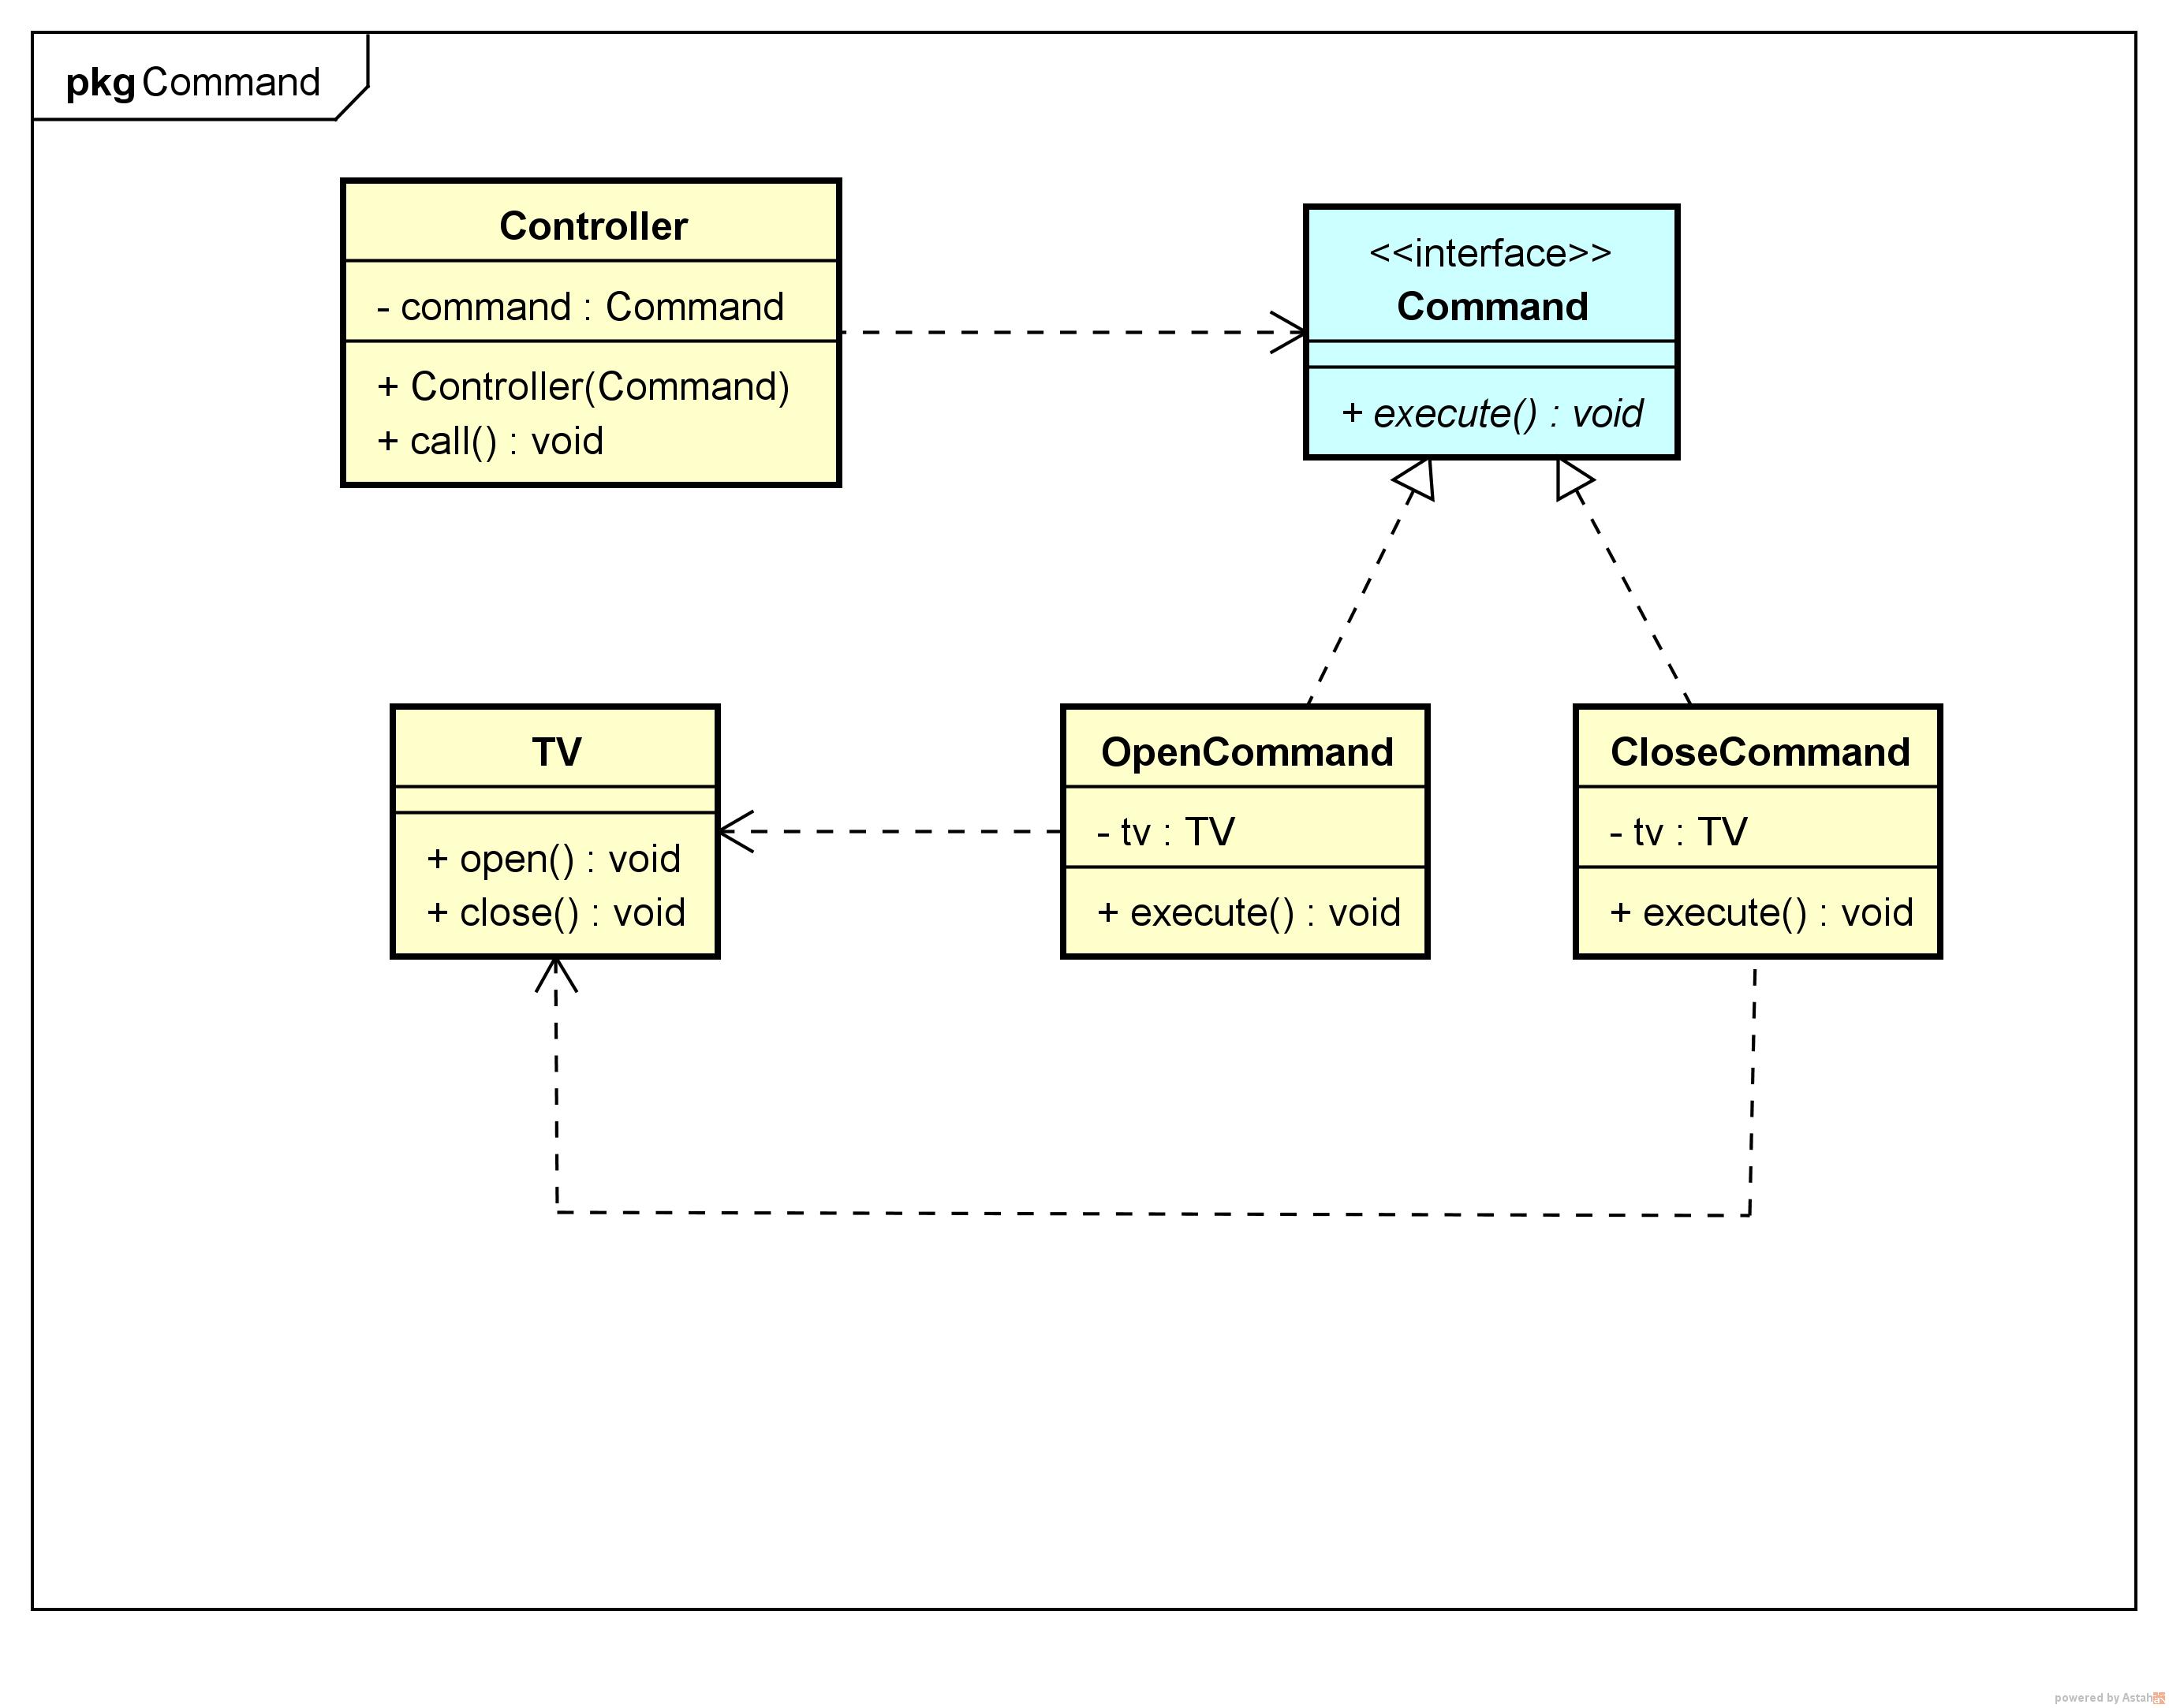 pkg Command
Controller
- command : Command
+ Controller(Command)
+ call() : void
<<interface>>
Command
+ execute() : void
TV
+ open() : void
+ close() : void
OpenCommand
- tv : TV
+ execute() : void
CloseCommand
- tv : TV
+ execute() : void
powered by Astah